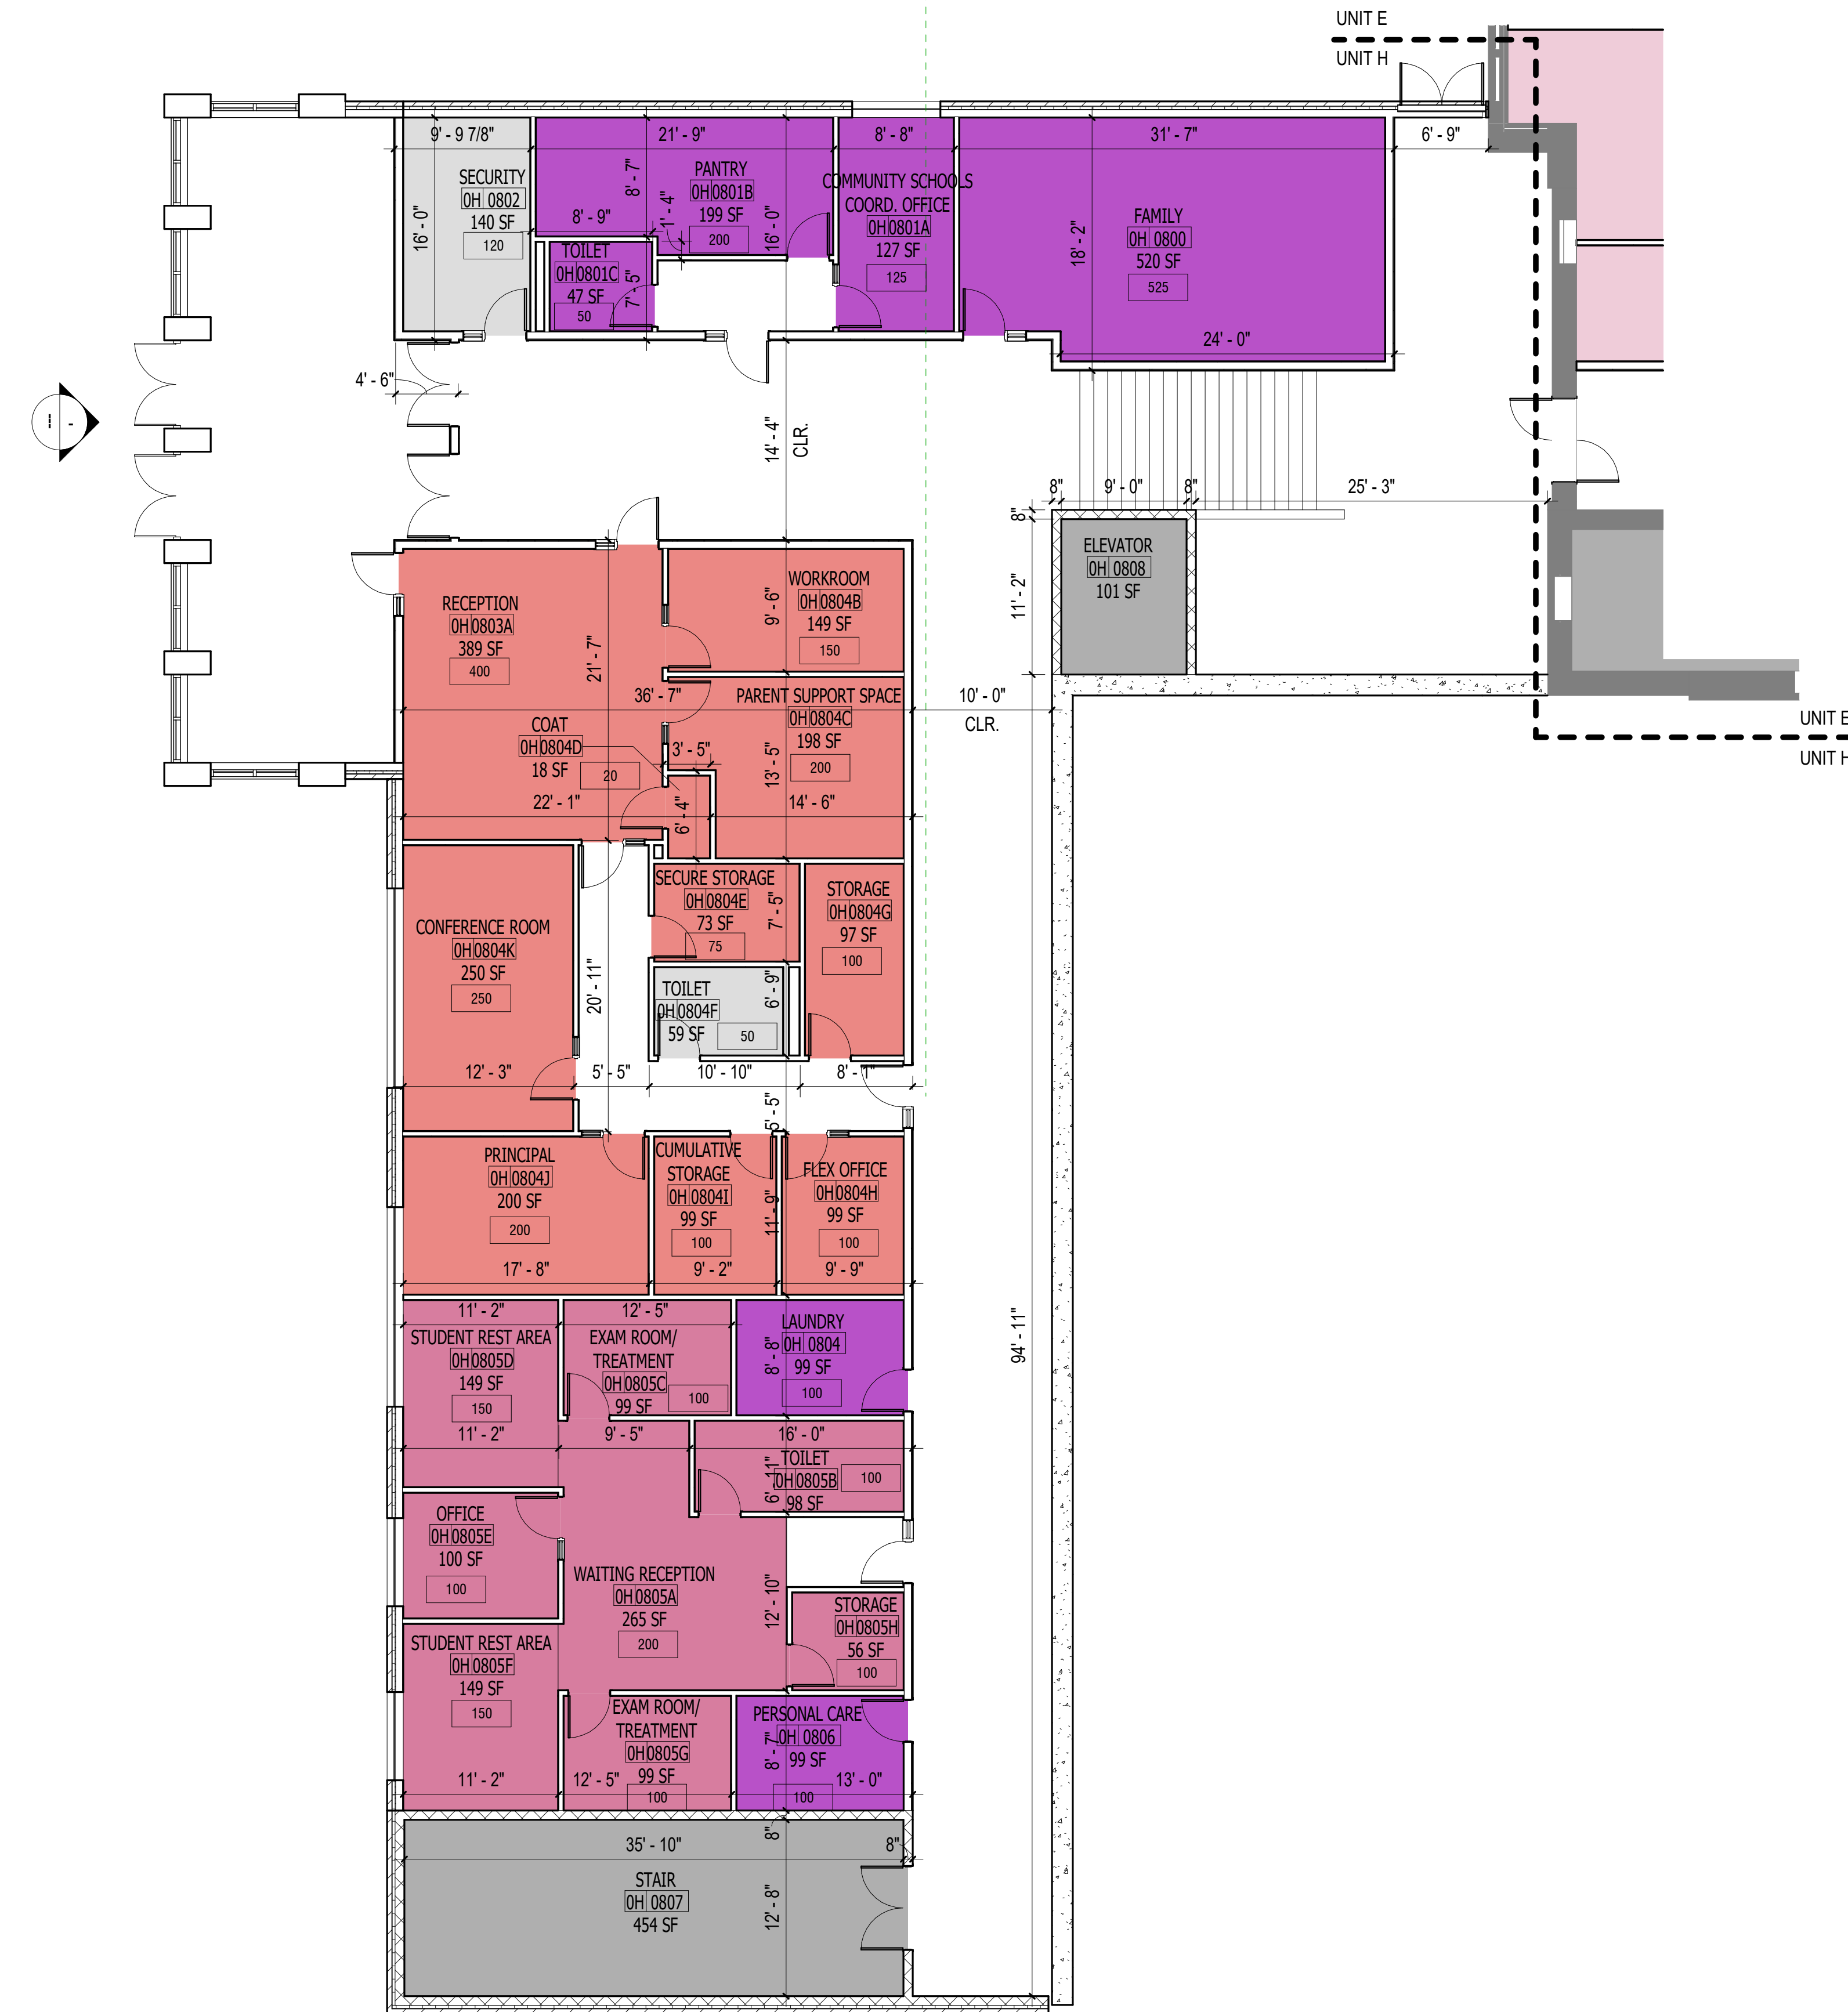 UNIT E
UNIT H
9' - 9 7/8"
21' - 9"
8' - 8"
31' - 7"
6' - 9"
SECURITY
0H 0802
140 SF
120
16' - 0"
8' - 7"
PANTRY
0H 0801B
199 SF
200
8' - 9"
1' - 4"
16' - 0"
COMMUNITY SCHOOLS
COORD. OFFICE
0H 0801A
127 SF
125
FAMILY
0H 0800
520 SF
525
18' - 2"
24' - 0"
TOILET
0H 0801C
47 SF
50
7' - 5"
4' - 6"
---
-
14' - 4"
CLR.
8"
9' - 0"
8"
25' - 3"
8"
11' - 2"
ELEVATOR
0H 0808
101 SF
RECEPTION
0H 0803A
389 SF
400
21' - 7"
WORKROOM
0H 0804B
149 SF
150
9' - 6"
36' - 7"
10' - 0"
CLR.
PARENT SUPPORT SPACE
0H 0804C
198 SF
200
13' - 5"
COAT
0H 0804D
18 SF
20
3' - 5"
6' - 4"
22' - 1"
14' - 6"
UNIT E
UNIT H
CONFERENCE ROOM
0H 0804K
250 SF
250
20' - 11"
SECURE STORAGE
0H 0804E
73 SF
75
7' - 5"
STORAGE
0H 0804G
97 SF
100
TOILET
0H 0804F
59 SF
50
6' - 9"
12' - 3"
5' - 5"
10' - 10"
8' - 1"
5' - 5"
PRINCIPAL
0H 0804J
200 SF
200
CUMULATIVE
STORAGE
0H 0804I
99 SF
100
11' - 9"
FLEX OFFICE
0H 0804H
99 SF
100
17' - 8"
9' - 2"
9' - 9"
94' - 11"
11' - 2"
12' - 5"
STUDENT REST AREA
0H 0805D
149 SF
150
EXAM ROOM/
TREATMENT
0H 0805C
99 SF
100
LAUNDRY
0H 0804
99 SF
100
8' - 8"
11' - 2"
9' - 5"
16' - 0"
TOILET
0H 0805B
98 SF
100
6' - 11"
OFFICE
0H 0805E
100 SF
100
WAITING RECEPTION
0H 0805A
265 SF
200
12' - 10"
STORAGE
0H 0805H
56 SF
100
STUDENT REST AREA
0H 0805F
149 SF
150
EXAM ROOM/
TREATMENT
0H 0805G
99 SF
100
PERSONAL CARE
0H 0806
99 SF
100
8' - 7"
11' - 2"
12' - 5"
13' - 0"
8"
35' - 10"
8"
STAIR
0H 0807
454 SF
12' - 8"